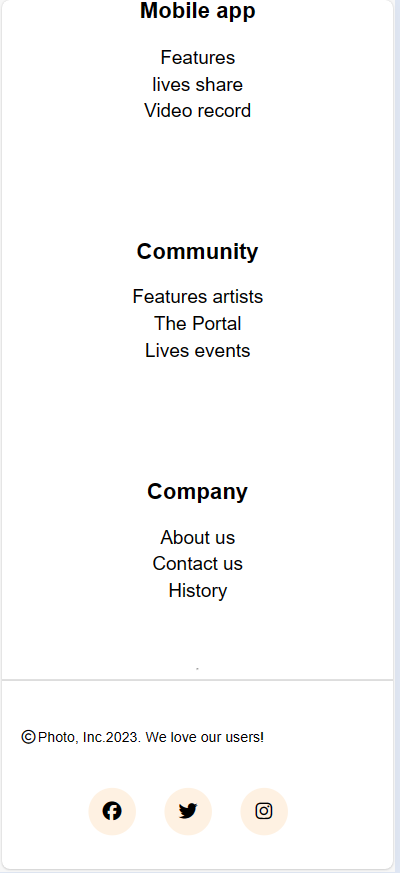 Mobile app
Features
lives share
Video record
Community
Features artists
The Portal
Lives events
Company
About us
Contact us
History
©Photo, Inc.2023. We love our users!